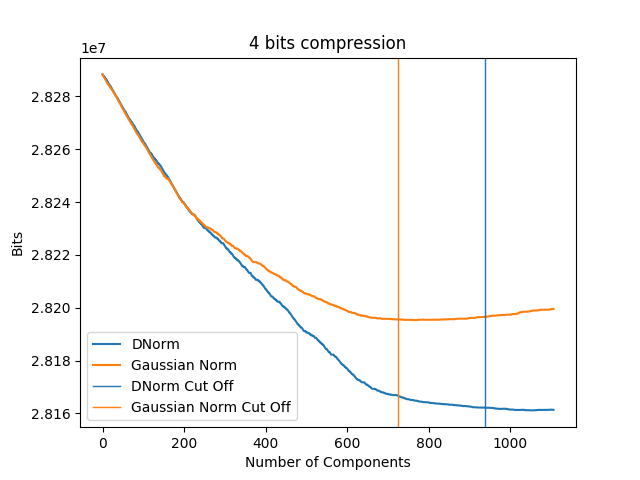 4 bits compression
1e7
2.828
2.826
2.824
2.822
2.820
2.818
2.816
Bits
DNorm
Gaussian Norm
DNorm Cut Off
Gaussian Norm Cut Off
0 200 400 600 800 1000
Number of Components